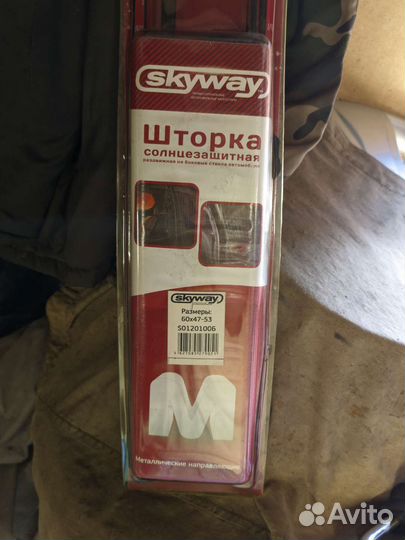 skyway
Шторка
солнцезащитная
раздвижная на боковые стекла автомобиля
skyway
Размеры:
60x47-53
S01201006
M
Металлические направляющие
Avito